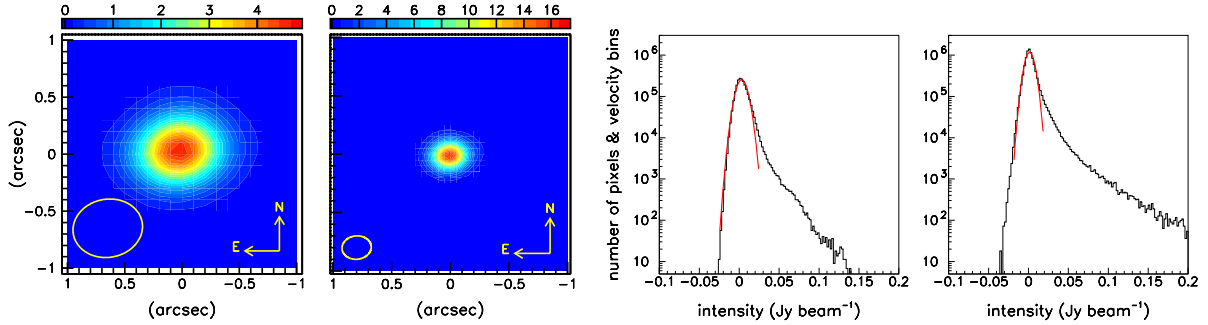 0 1 2 3 4
0 2 4 6 8 10 12 14 16
1
0.5
0
−0.5
−1
(arcsec)
N
E
1 0.5 0 −0.5 −1
(arcsec)
N
E
1 0.5 0 −0.5 −1
(arcsec)
number of pixels & velocity bins
10⁶
10⁵
10⁴
10³
10²
10
−0.1 −0.05 0 0.05 0.1 0.15 0.2
intensity (Jy beam⁻¹)
10⁶
10⁵
10⁴
10³
10²
10
−0.1 −0.05 0 0.05 0.1 0.15 0.2
intensity (Jy beam⁻¹)